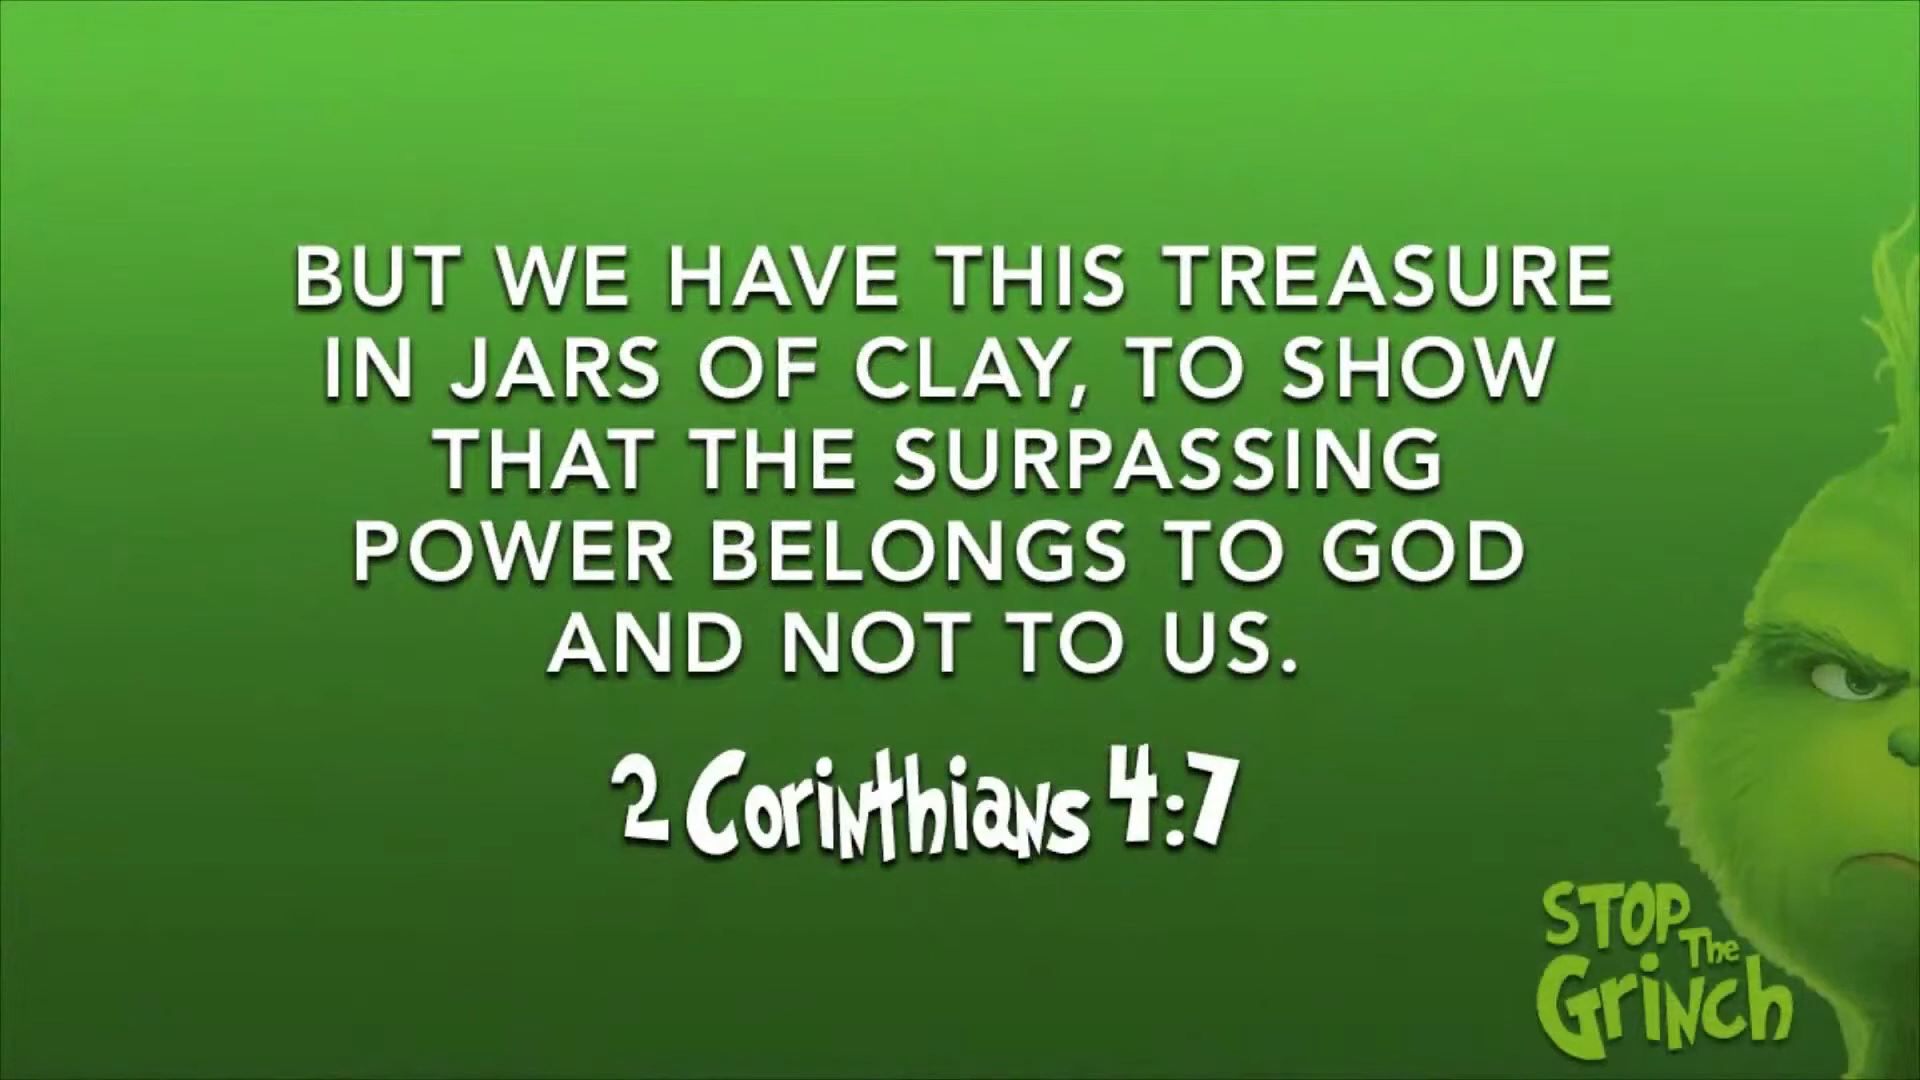 BUT WE HAVE THIS TREASURE
IN JARS OF CLAY, TO SHOW
THAT THE SURPASSING
POWER BELONGS TO GOD
AND NOT TO US.
2 Corinthians 4:7
STOP
The
Grinch